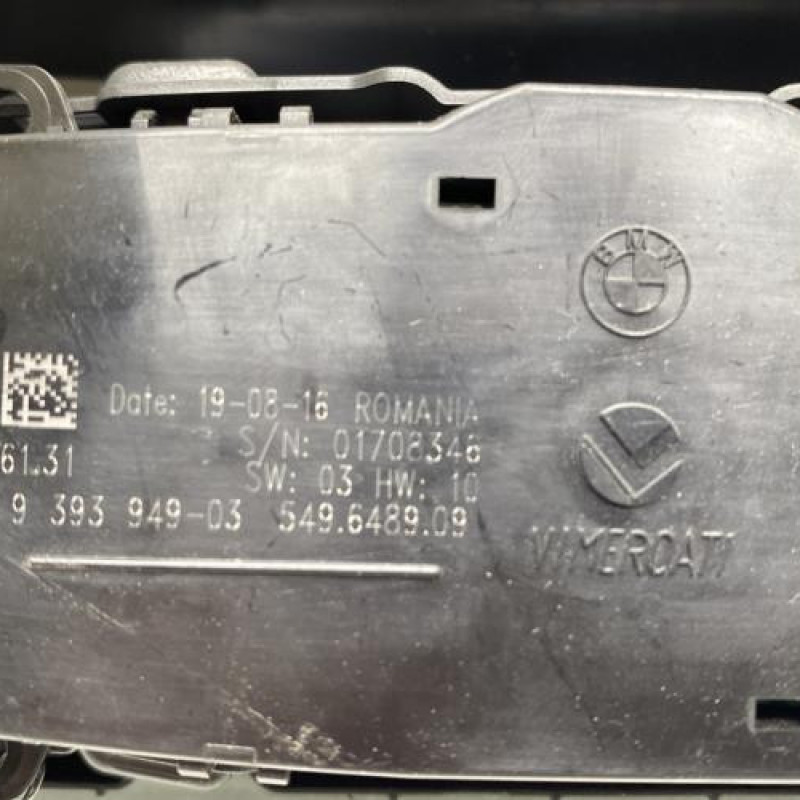 BMW
Date: 19-08-16 ROMANIA
S/N: 01708346
61.31
SW: 03 HW: 10
9 393 949-03 549.6489.09
VIMERCATI